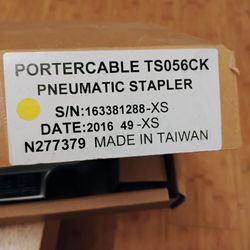 PORTERCABLE TS056CK
PNEUMATIC STAPLER
S/N:163381288-XS
DATE:2016 49-XS
N277379 MADE IN TAIWAN